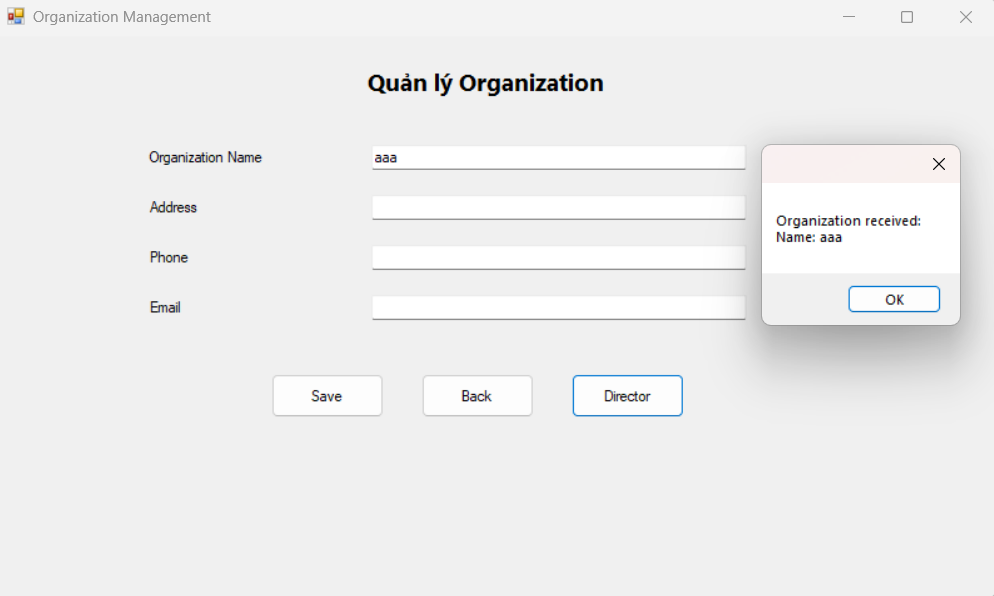 Organization Management
Quản lý Organization
Organization Name
aaa
Address
Phone
Email
Organization received:
Name: aaa
OK
Save
Back
Director